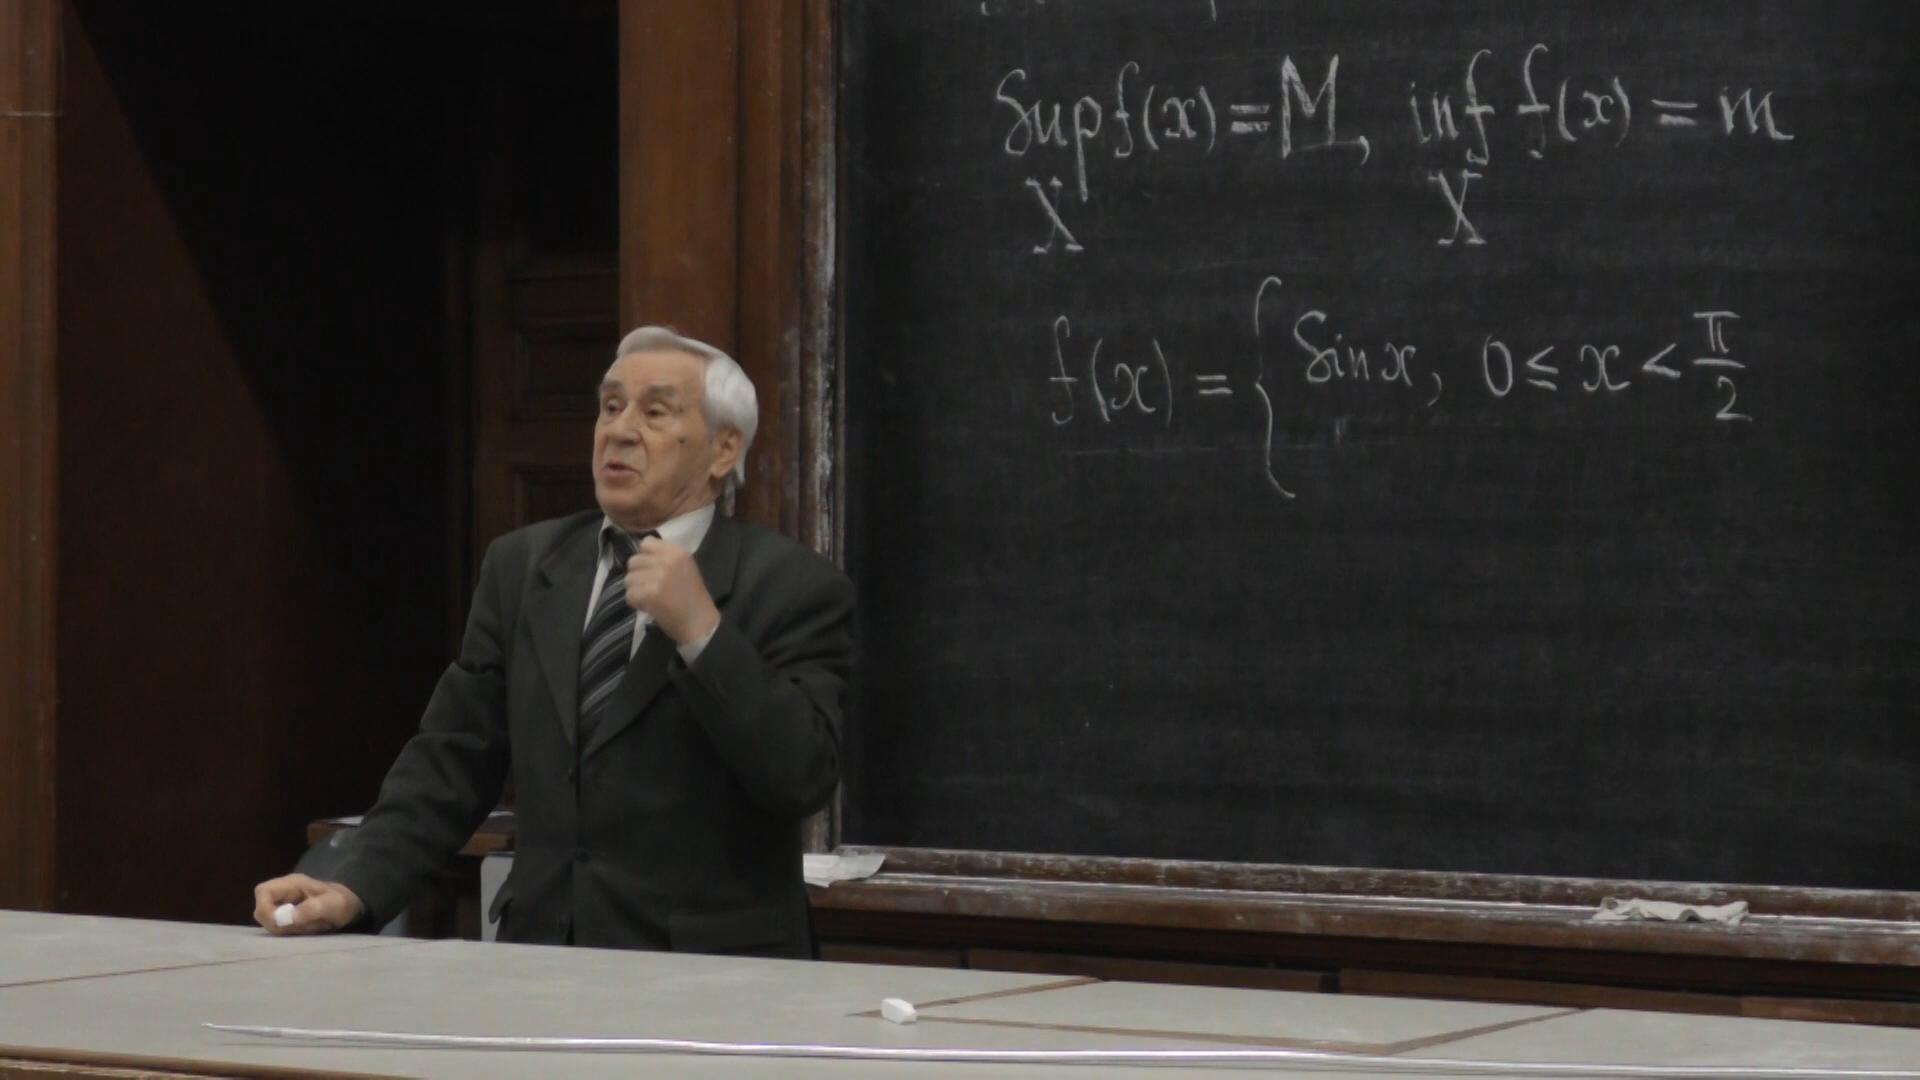 Sup f(x) = M, inf f(x) = m
X X
f(x) = { Sin x, 0 ≤ x < π/2